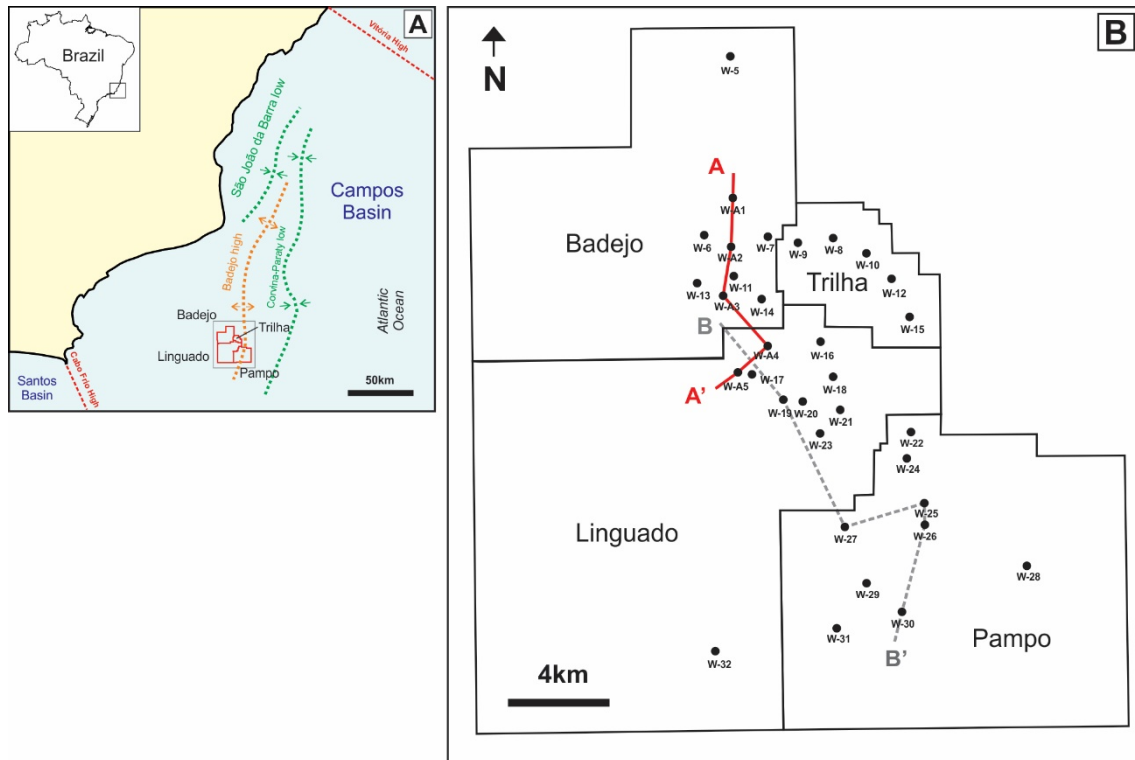 A
Brazil
Vitória High
São João da Barra low
Campos
Basin
Badejo high
Corvina-Paraty low
Atlantic
Ocean
Badejo
Trilha
Linguado
Pampo
50km
Cabo Frio High
Santos
Basin
B
N
W-5
A
W-A1
Badejo
W-6
W-A2
W-7
W-9
W-8
W-10
Trilha
W-11
W-12
W-13
W-A3
W-14
W-15
B
W-A4
W-16
W-A5
W-17
W-18
A’
W-19
W-20
W-21
W-23
W-22
W-24
W-25
W-26
W-27
Linguado
W-28
W-29
W-30
W-31
Pampo
B’
W-32
4km